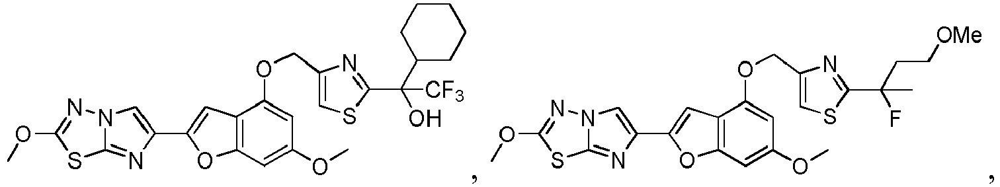 O N
CF3
N N S OH
O
S N O O
,
OMe
O N
N N S F
O
S N O O
,